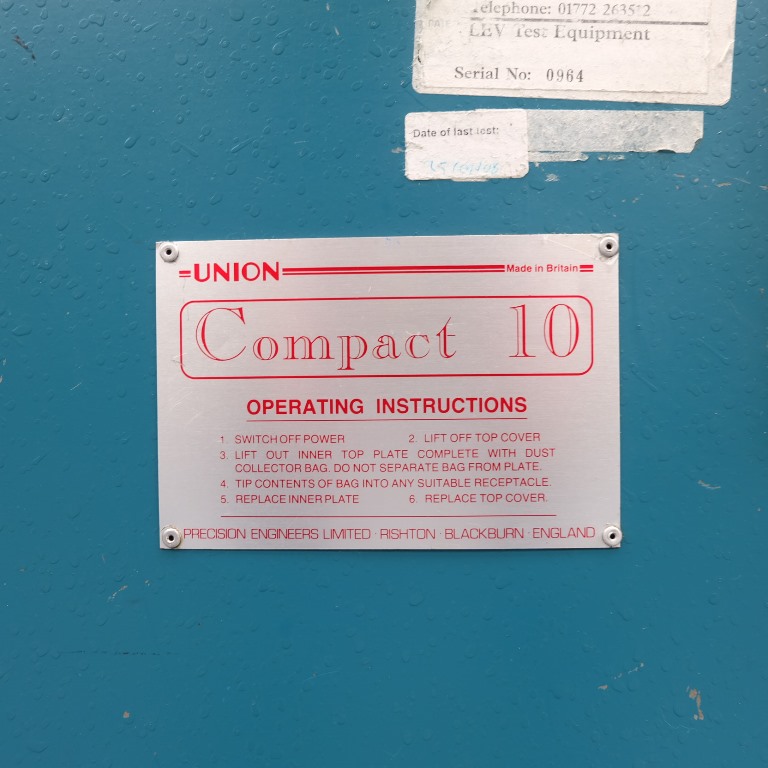 Telephone: 01772
LEV Test Equipment
Serial No: 0964
Date of last test:
UNION
Made in Britain
Compact 10
OPERATING INSTRUCTIONS
1. SWITCH OFF POWER 2. LIFT OFF TOP COVER
3. LIFT OUT INNER TOP PLATE COMPLETE WITH DUST
COLLECTOR BAG. DO NOT SEPARATE BAG FROM PLATE.
4. TIP CONTENTS OF BAG INTO ANY SUITABLE RECEPTACLE.
5. REPLACE INNER PLATE 6. REPLACE TOP COVER.
PRECISION ENGINEERS LIMITED · RISHTON · BLACKBURN · ENGLAND